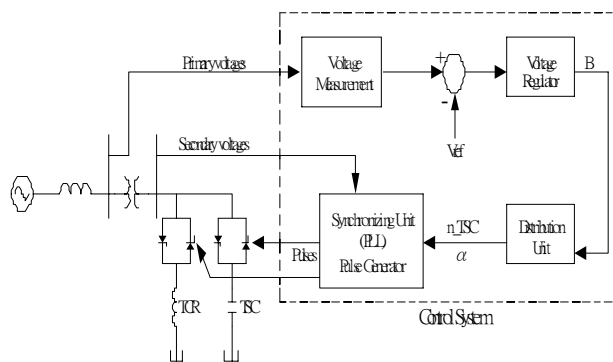 Primary voltages
Voltage
Measurement
+
-
Vref
Voltage
Regulator
B
Secondary voltages
Synchronizing Unit
(PLL)
Pulse Generator
n_TSC
α
Distribution
Unit
Pulses
TCR
TSC
Control System